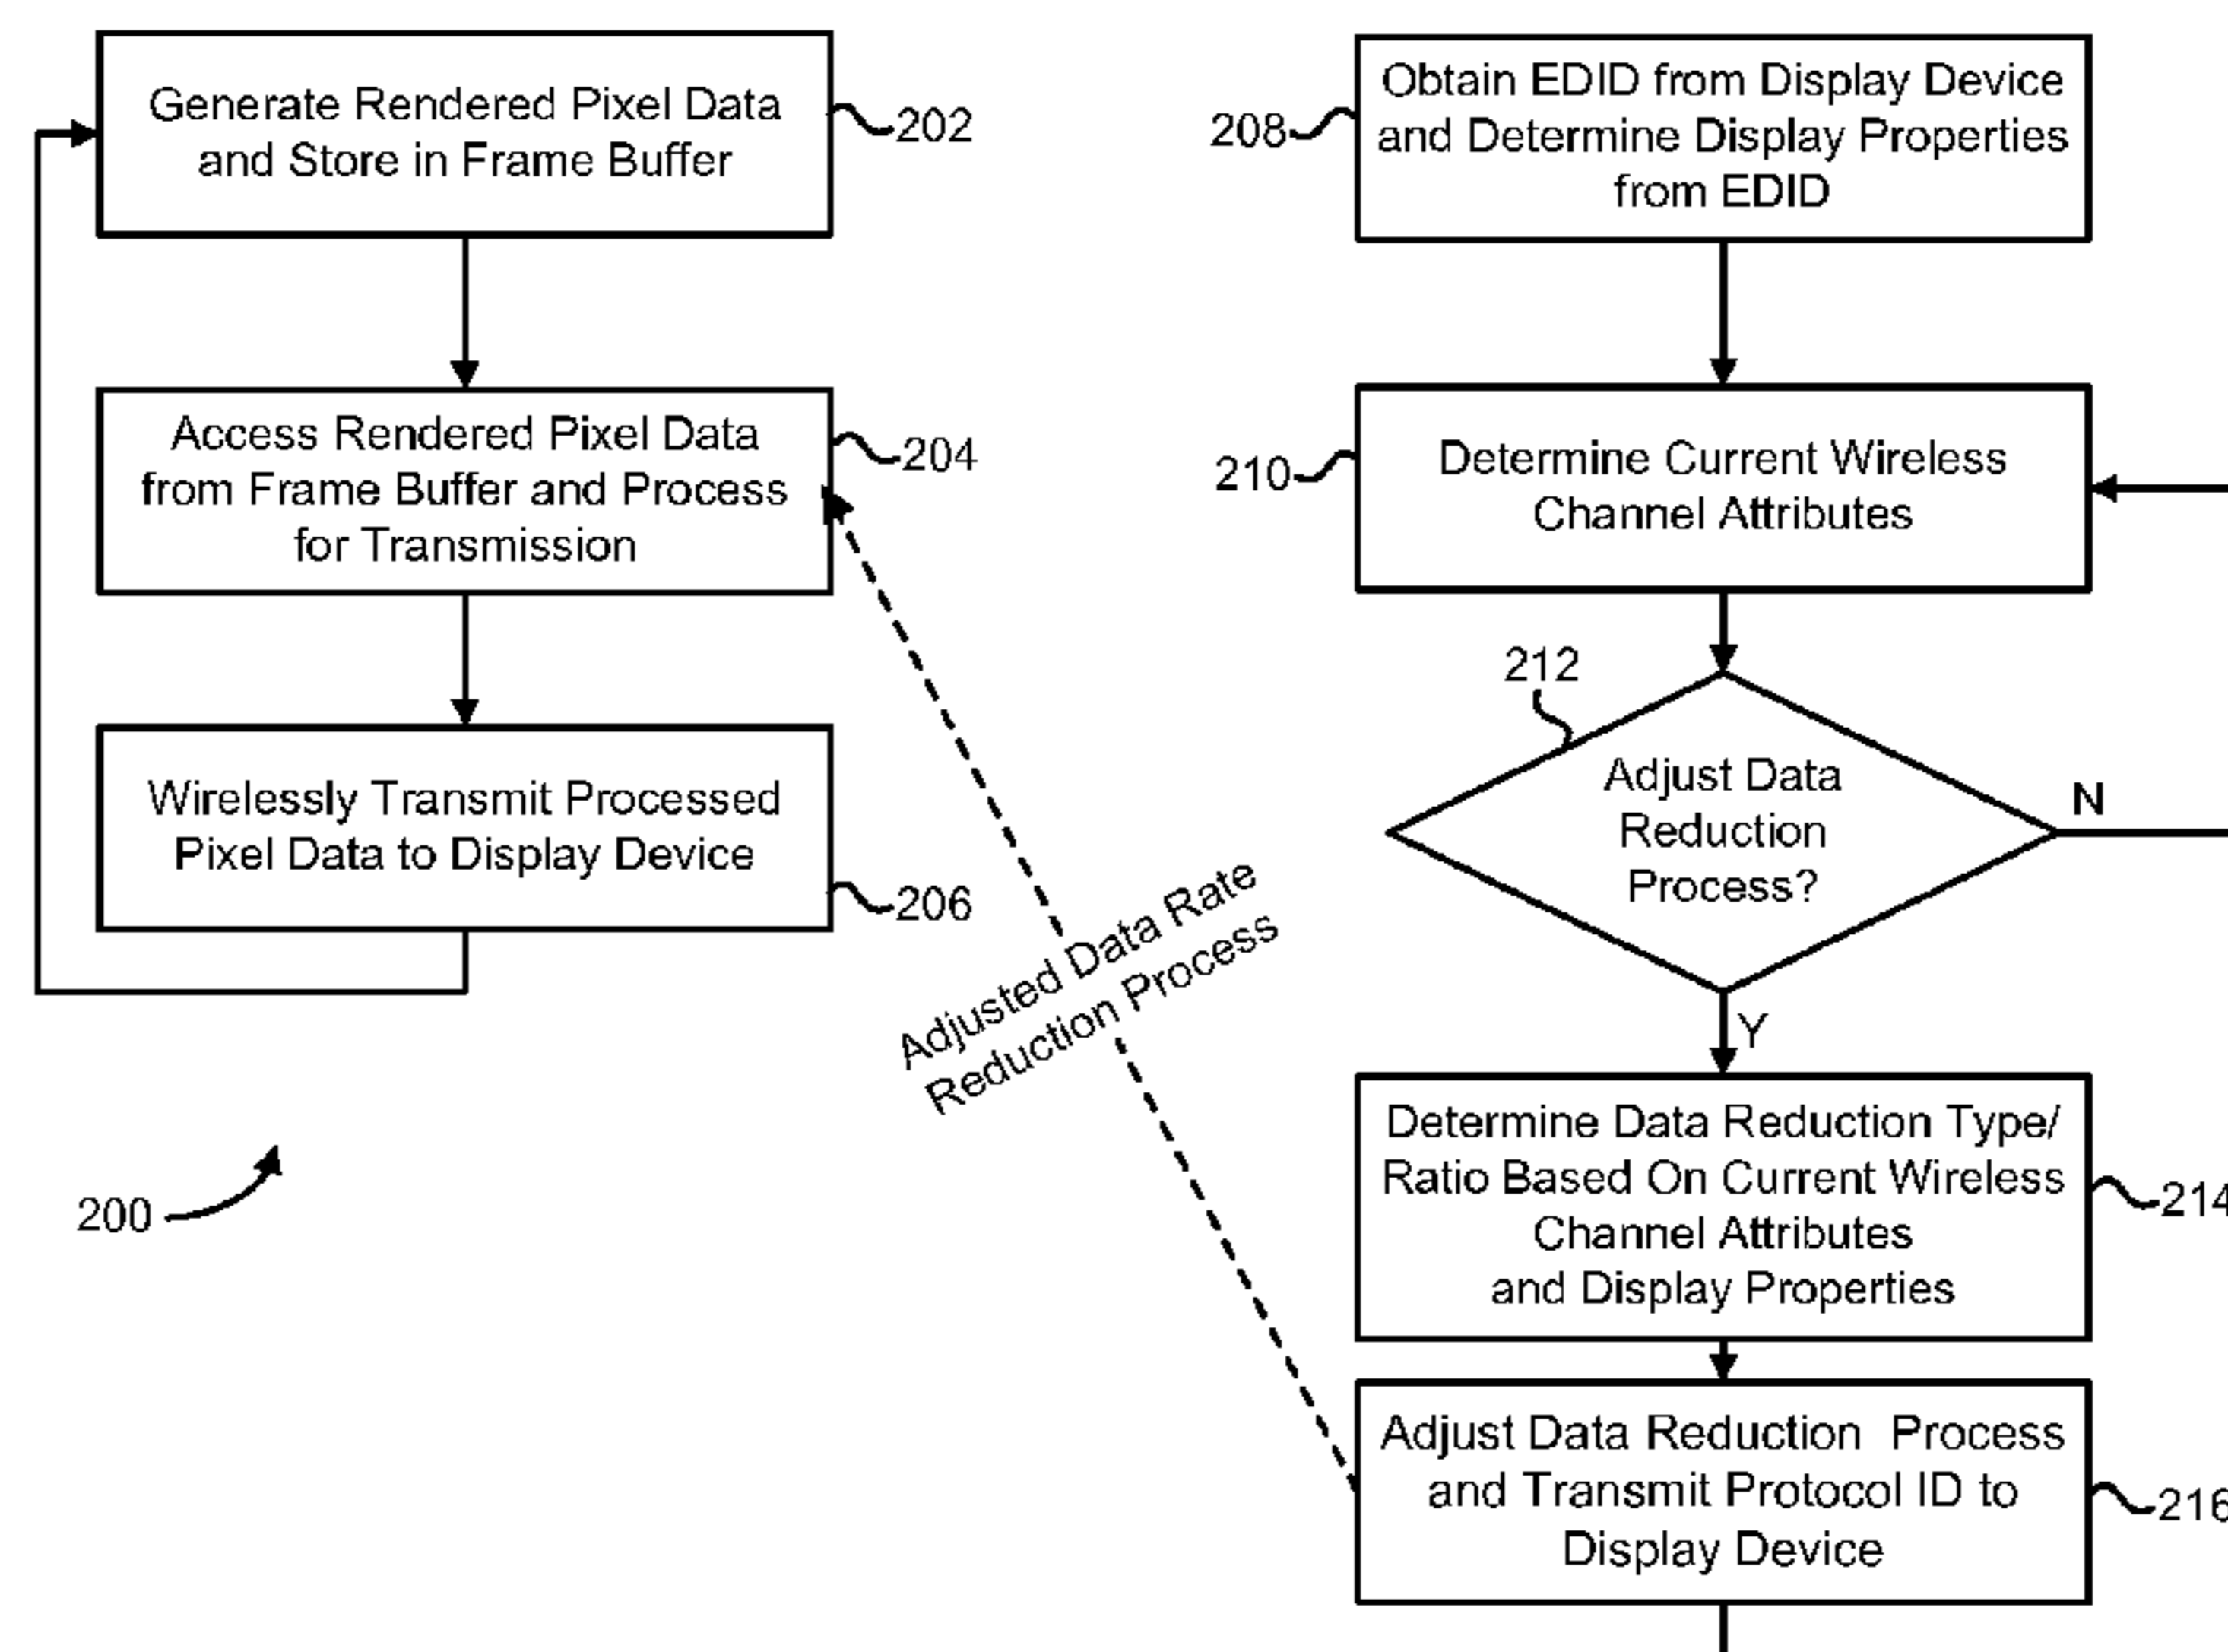 Generate Rendered Pixel Data
and Store in Frame Buffer
202
Access Rendered Pixel Data
from Frame Buffer and Process
for Transmission
204
Wirelessly Transmit Processed
Pixel Data to Display Device
206
Adjusted Data Rate
Reduction Process
200
Obtain EDID from Display Device
and Determine Display Properties
from EDID
208
Determine Current Wireless
Channel Attributes
210
212
Adjust Data
Reduction
Process?
N
Y
Determine Data Reduction Type/
Ratio Based On Current Wireless
Channel Attributes
and Display Properties
214
Adjust Data Reduction Process
and Transmit Protocol ID to
Display Device
216